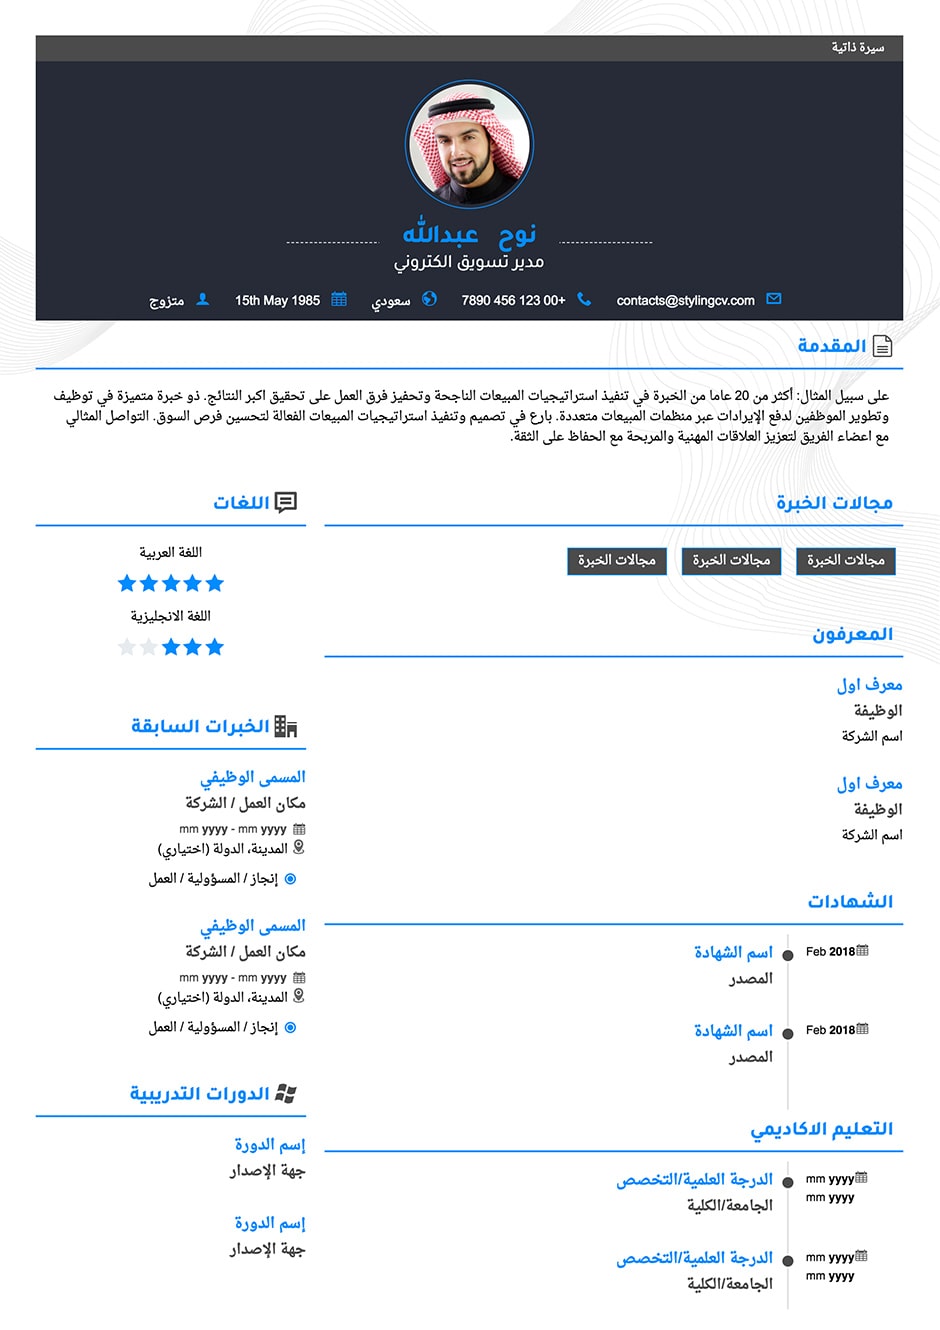 سيرة ذاتية
نوح عبدالله
مدير تسويق الكتروني
contacts@stylingcv.com
+00 123 456 7890
سعودي
15th May 1985
متزوج
المقدمة
على سبيل المثال: أكثر من 20 عاما من الخبرة في تنفيذ استراتيجيات المبيعات الناجحة وتحفيز فرق العمل على تحقيق اكبر النتائج. ذو خبرة متميزة في توظيف
وتطوير الموظفين لدفع الإيرادات عبر منظمات المبيعات متعددة. بارع في تصميم وتنفيذ استراتيجيات المبيعات الفعالة لتحسين فرص السوق. التواصل المثالي
مع اعضاء الفريق لتعزيز العلاقات المهنية والمربحة مع الحفاظ على الثقة.
مجالات الخبرة
مجالات الخبرة
مجالات الخبرة
مجالات الخبرة
المعرفون
معرف اول
الوظيفة
اسم الشركة
معرف اول
الوظيفة
اسم الشركة
الشهادات
Feb 2018
اسم الشهادة
المصدر
Feb 2018
اسم الشهادة
المصدر
التعليم الاكاديمي
mm yyyy
mm yyyy
الدرجة العلمية/التخصص
الجامعة/الكلية
mm yyyy
mm yyyy
الدرجة العلمية/التخصص
الجامعة/الكلية
اللغات
اللغة العربية
اللغة الانجليزية
الخبرات السابقة
المسمى الوظيفي
مكان العمل / الشركة
mm yyyy - mm yyyy
المدينة، الدولة (اختياري)
إنجاز / المسؤولية / العمل
المسمى الوظيفي
مكان العمل / الشركة
mm yyyy - mm yyyy
المدينة، الدولة (اختياري)
إنجاز / المسؤولية / العمل
الدورات التدريبية
إسم الدورة
جهة الإصدار
إسم الدورة
جهة الإصدار